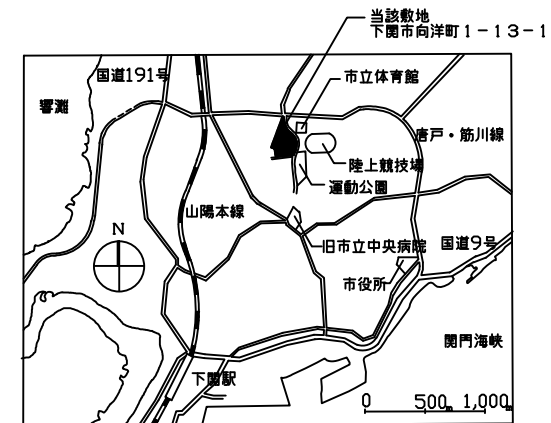 当該敷地
下関市向洋町1-13-1
国道191号
市立体育館
響灘
唐戸・筋川線
陸上競技場
運動公園
山陽本線
N
旧市立中央病院
国道9号
市役所
関門海峡
下関駅
0 500m 1,000m